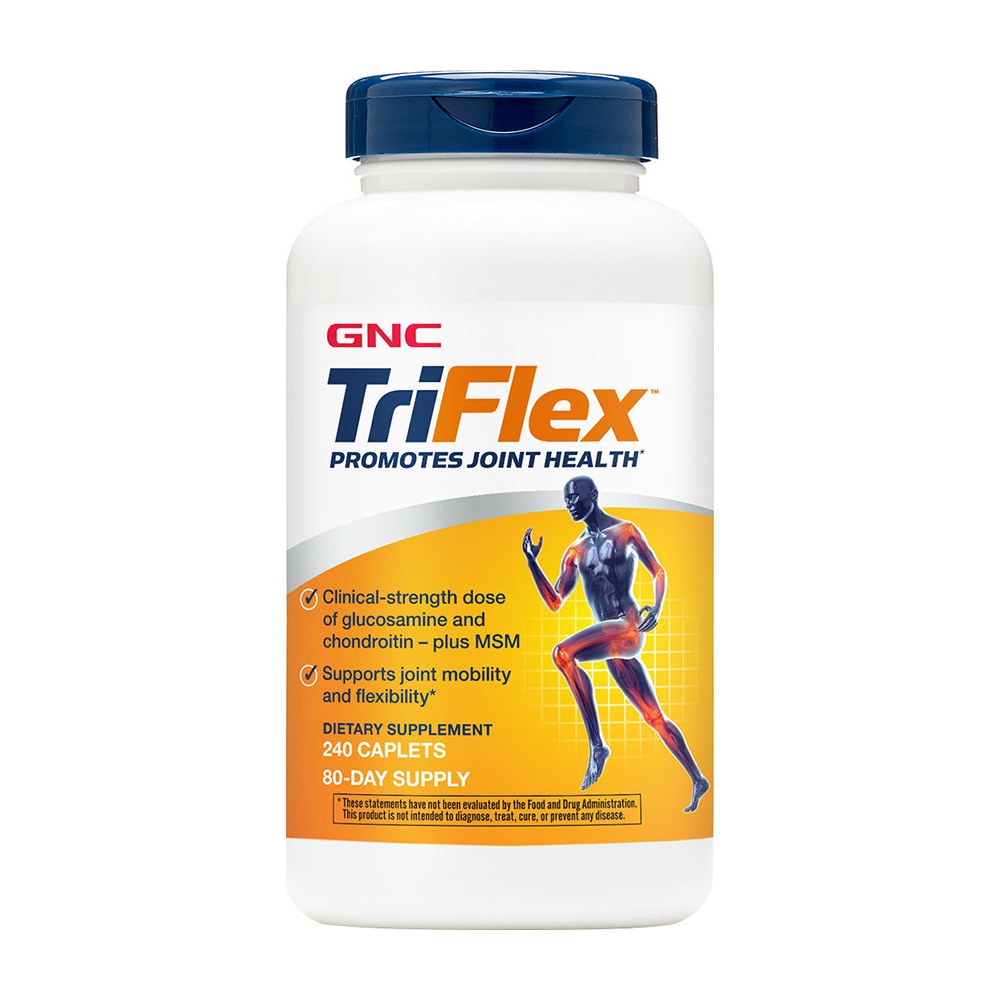 GNC
TriFlex™
PROMOTES JOINT HEALTH*
Clinical-strength dose
of glucosamine and
chondroitin – plus MSM
Supports joint mobility
and flexibility*
DIETARY SUPPLEMENT
240 CAPLETS
80-DAY SUPPLY
*These statements have not been evaluated by the Food and Drug Administration.
This product is not intended to diagnose, treat, cure, or prevent any disease.